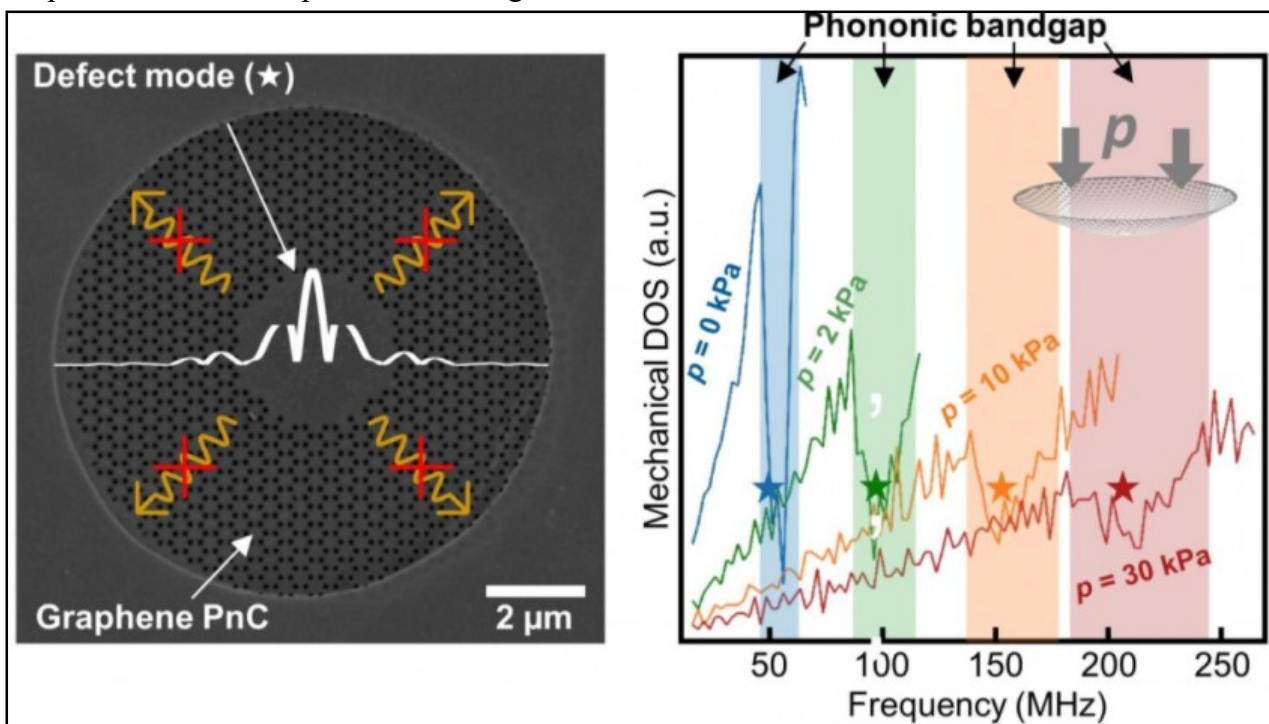 Defect mode (★)
Graphene PnC
2 µm
Phononic bandgap
p
p = 0 kPa
p = 2 kPa
p = 10 kPa
p = 30 kPa
Mechanical DOS (a.u.)
50 100 150 200 250
Frequency (MHz)